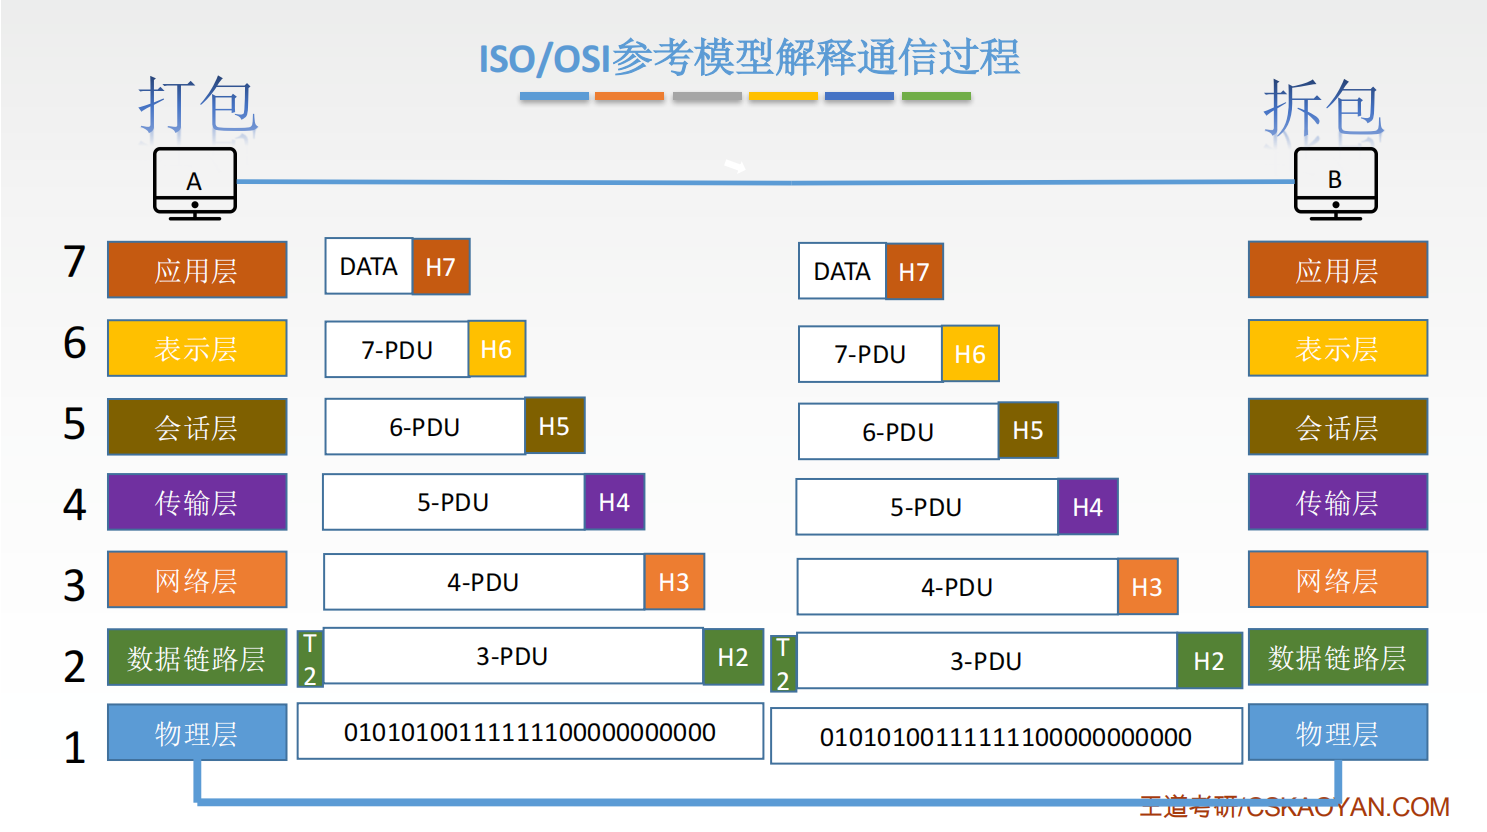 ISO/OSI参考模型解释通信过程
打包
拆包
A
B
7 应用层 DATA H7 DATA H7 应用层
6 表示层 7-PDU H6 7-PDU H6 表示层
5 会话层 6-PDU H5 6-PDU H5 会话层
4 传输层 5-PDU H4 5-PDU H4 传输层
3 网络层 4-PDU H3 4-PDU H3 网络层
2 数据链路层 T2 3-PDU H2 T2 3-PDU H2 数据链路层
1 物理层 01010100111111100000000000 01010100111111100000000000 物理层
王道考研/CSKAOYAN.COM